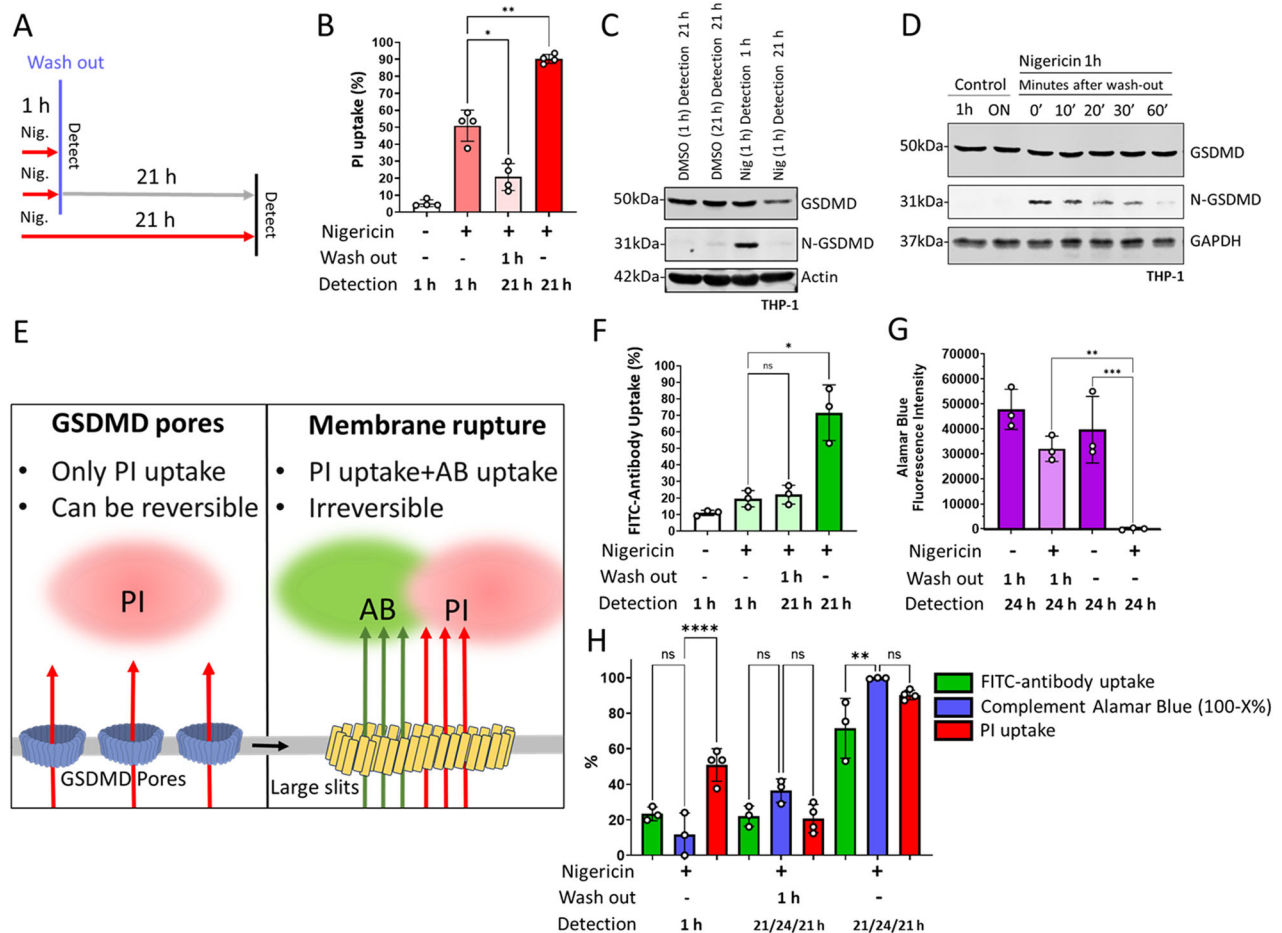 A
Wash out
1 h
Nig.
Detect
Nig.
21 h
Nig.
21 h
Detect
B
**
*
PI uptake (%)
100
90
80
70
60
50
40
30
20
10
0
Nigericin - + + +
Wash out - - 1 h -
Detection 1 h 1 h 21 h 21 h
C
DMSO (1 h) Detection 21 h
DMSO (21 h) Detection 21 h
Nig (1 h) Detection 1 h
Nig (1 h) Detection 21 h
50kDa- GSDMD
31kDa- N-GSDMD
42kDa- Actin
THP-1
D
Nigericin 1h
Control Minutes after wash-out
1h ON 0’ 10’ 20’ 30’ 60’
50kDa- GSDMD
31kDa- N-GSDMD
37kDa- GAPDH
THP-1
E
GSDMD pores
• Only PI uptake
• Can be reversible
PI
GSDMD Pores
Membrane rupture
• PI uptake+AB uptake
• Irreversible
AB PI
Large slits
F
*
ns
FITC-Antibody Uptake (%)
100
90
80
70
60
50
40
30
20
10
0
Nigericin - + + +
Wash out - - 1 h -
Detection 1 h 1 h 21 h 21 h
G
**
***
Alamar Blue
Fluorescence Intensity
70000
60000
50000
40000
30000
20000
10000
0
Nigericin - + - +
Wash out 1 h 1 h - -
Detection 24 h 24 h 24 h 24 h
H
ns **** ns ns ** ns
%
100
80
60
40
20
0
Nigericin + + +
Wash out - 1 h -
Detection 1 h 21/24/21 h 21/24/21h
FITC-antibody uptake
Complement Alamar Blue (100-X%)
PI uptake